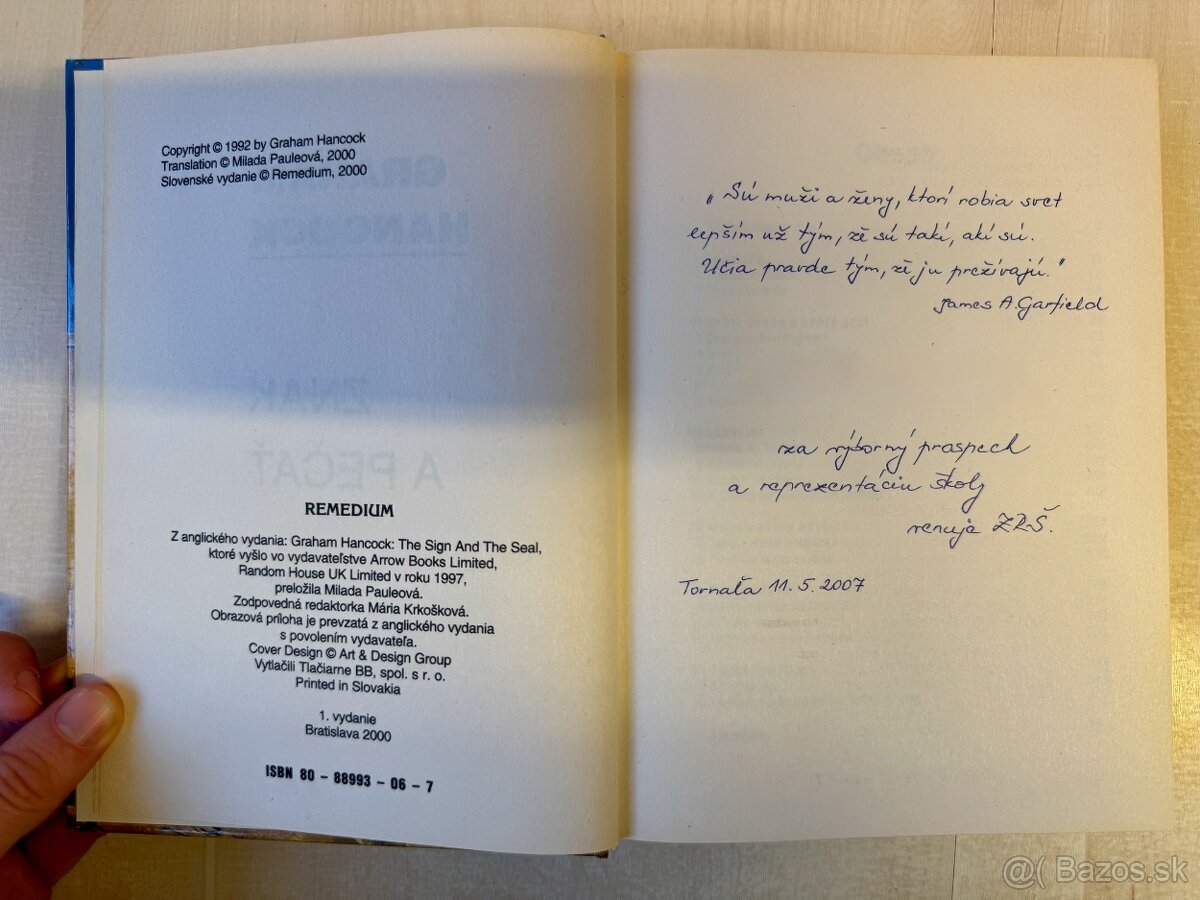 Copyright © 1992 by Graham Hancock
Translation © Milada Pauleová, 2000
Slovenské vydanie © Remedium, 2000
REMEDIUM
Z anglického vydania: Graham Hancock: The Sign And The Seal,
ktoré vyšlo vo vydavateľstve Arrow Books Limited,
Random House UK Limited v roku 1997,
preložila Milada Pauleová.
Zodpovedná redaktorka Mária Krkošková.
Obrazová príloha je prevzatá z anglického vydania
s povolením vydavateľa.
Cover Design © Art & Design Group
Vytlačili Tlačiarne BB, spol. s r. o.
Printed in Slovakia
1. vydanie
Bratislava 2000
ISBN 80 – 88993 – 06 – 7
„Sú muži a ženy, ktorí robia svet
lepším už tým, že sú takí, akí sú.
Učia pravde tým, že ju prežívajú."
James A. Garfield
za výborný prospech
a reprezentáciu školy
venuje ZRŠ.
Tornaľa 11.5.2007
@( Bazos.sk